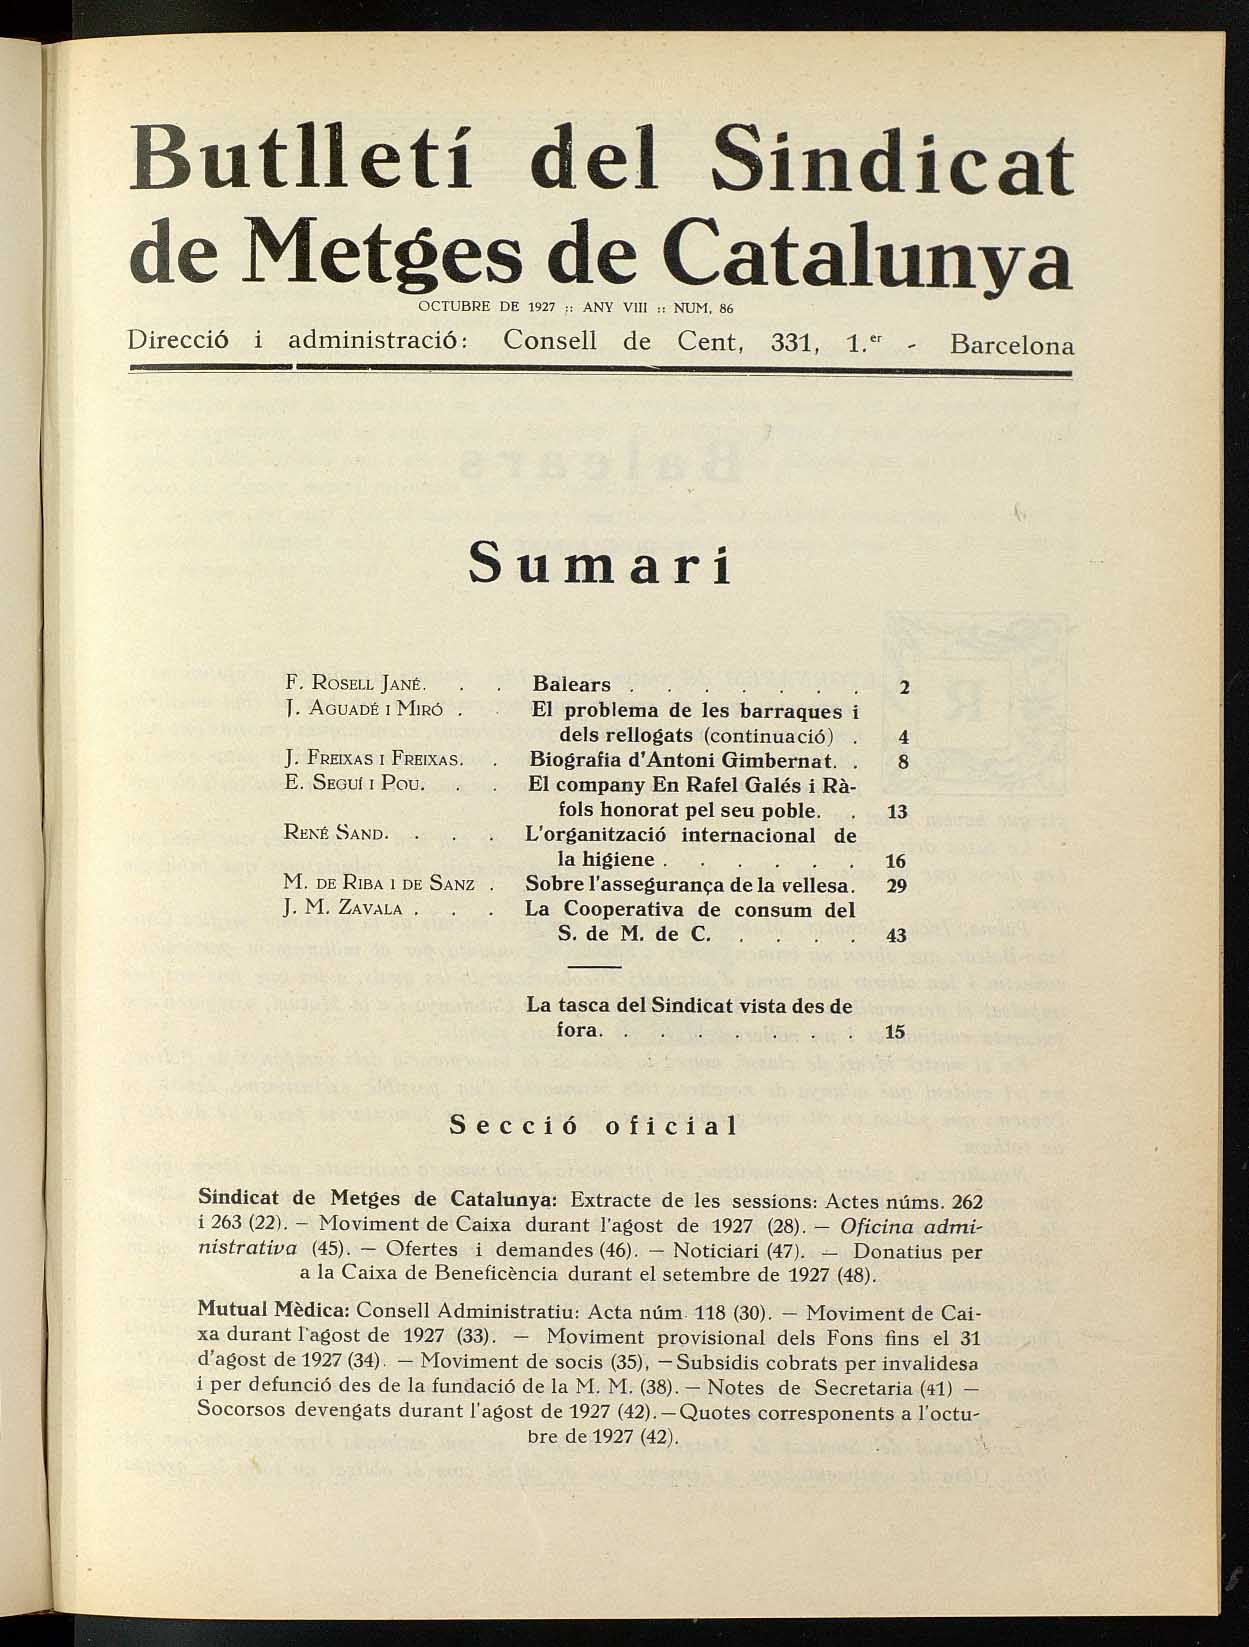 Butlletí del Sindicat
de Metges de Catalunya
OCTUBRE DE 1927 :: ANY VIII :: NUM, 86
Direcció i administració: Consell de Cent, 331, 1.er - Barcelona
Sumari
F. Rosell Jané. . . Balears . . . . . . . 2
J. Aguadé i Miró . . El problema de les barraques i
dels rellogats (continuació) . 4
J. Freixas i Freixas. . Biografia d'Antoni Gimbernat. . 8
E. Seguí i Pou. . . El company En Rafel Galés i Rà-
fols honorat pel seu poble. . 13
René Sand. . . . L'organització internacional de
la higiene . . . . . . 16
M. de Riba i de Sanz . Sobre l'assegurança de la vellesa. 29
J. M. Zavala . . . La Cooperativa de consum del
S. de M. de C. . . . . 43
La tasca del Sindicat vista des de
fora. . . . . . . . 15
Secció oficial
Sindicat de Metges de Catalunya: Extracte de les sessions: Actes núms. 262
i 263 (22). — Moviment de Caixa durant l'agost de 1927 (28). — Oficina admi-
nistrativa (45). — Ofertes i demandes (46). — Noticiari (47). — Donatius per
a la Caixa de Beneficència durant el setembre de 1927 (48).
Mutual Mèdica: Consell Administratiu: Acta núm. 118 (30). — Moviment de Cai-
xa durant l'agost de 1927 (33). — Moviment provisional dels Fons fins el 31
d'agost de 1927 (34). — Moviment de socis (35), — Subsidis cobrats per invalidesa
i per defunció des de la fundació de la M. M. (38). — Notes de Secretaria (41) —
Socorsos devengats durant l'agost de 1927 (42). — Quotes corresponents a l'octu-
bre de 1927 (42).